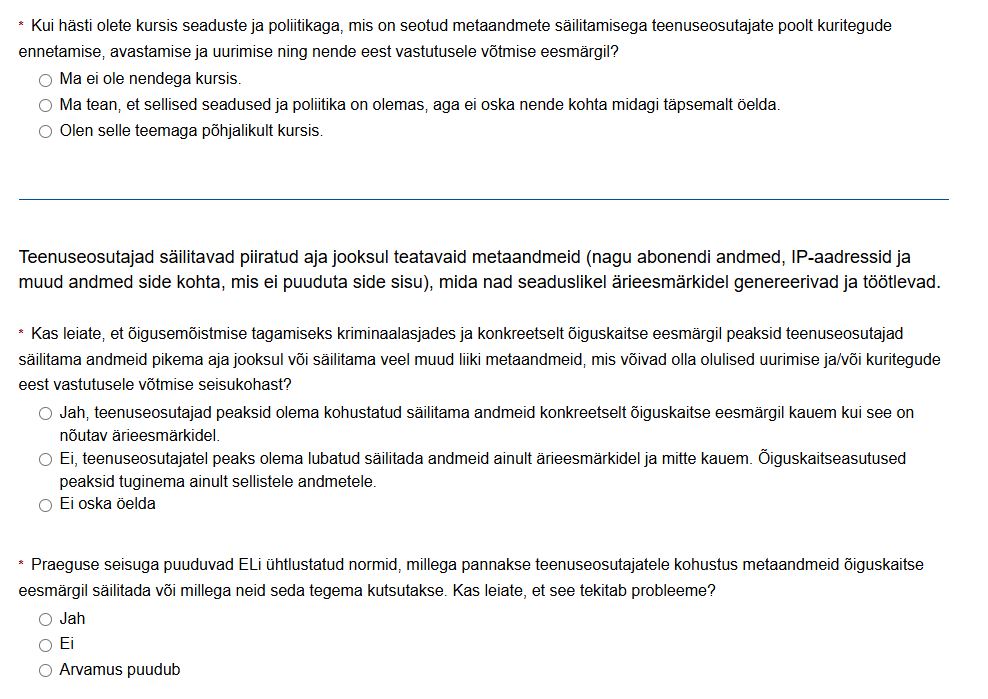 * Kui hästi olete kursis seaduste ja poliitikaga, mis on seotud metaandmete säilitamisega teenuseosutajate poolt kuritegude
ennetamise, avastamise ja uurimise ning nende eest vastutusele võtmise eesmärgil?
Ma ei ole nendega kursis.
Ma tean, et sellised seadused ja poliitika on olemas, aga ei oska nende kohta midagi täpsemalt öelda.
Olen selle teemaga põhjalikult kursis.
Teenuseosutajad säilitavad piiratud aja jooksul teatavaid metaandmeid (nagu abonendi andmed, IP-aadressid ja
muud andmed side kohta, mis ei puuduta side sisu), mida nad seaduslikel ärieesmärkidel genereerivad ja töötlevad.
* Kas leiate, et õigusemõistmise tagamiseks kriminaalasjades ja konkreetselt õiguskaitse eesmärgil peaksid teenuseosutajad
säilitama andmeid pikema aja jooksul või säilitama veel muud liiki metaandmeid, mis võivad olla olulised uurimise ja/või kuritegude
eest vastutusele võtmise seisukohast?
Jah, teenuseosutajad peaksid olema kohustatud säilitama andmeid konkreetselt õiguskaitse eesmärgil kauem kui see on
nõutav ärieesmärkidel.
Ei, teenuseosutajatel peaks olema lubatud säilitada andmeid ainult ärieesmärkidel ja mitte kauem. Õiguskaitseasutused
peaksid tuginema ainult sellistele andmetele.
Ei oska öelda
* Praeguse seisuga puuduvad ELi ühtlustatud normid, millega pannakse teenuseosutajatele kohustus metaandmeid õiguskaitse
eesmärgil säilitada või millega neid seda tegema kutsutakse. Kas leiate, et see tekitab probleeme?
Jah
Ei
Arvamus puudub